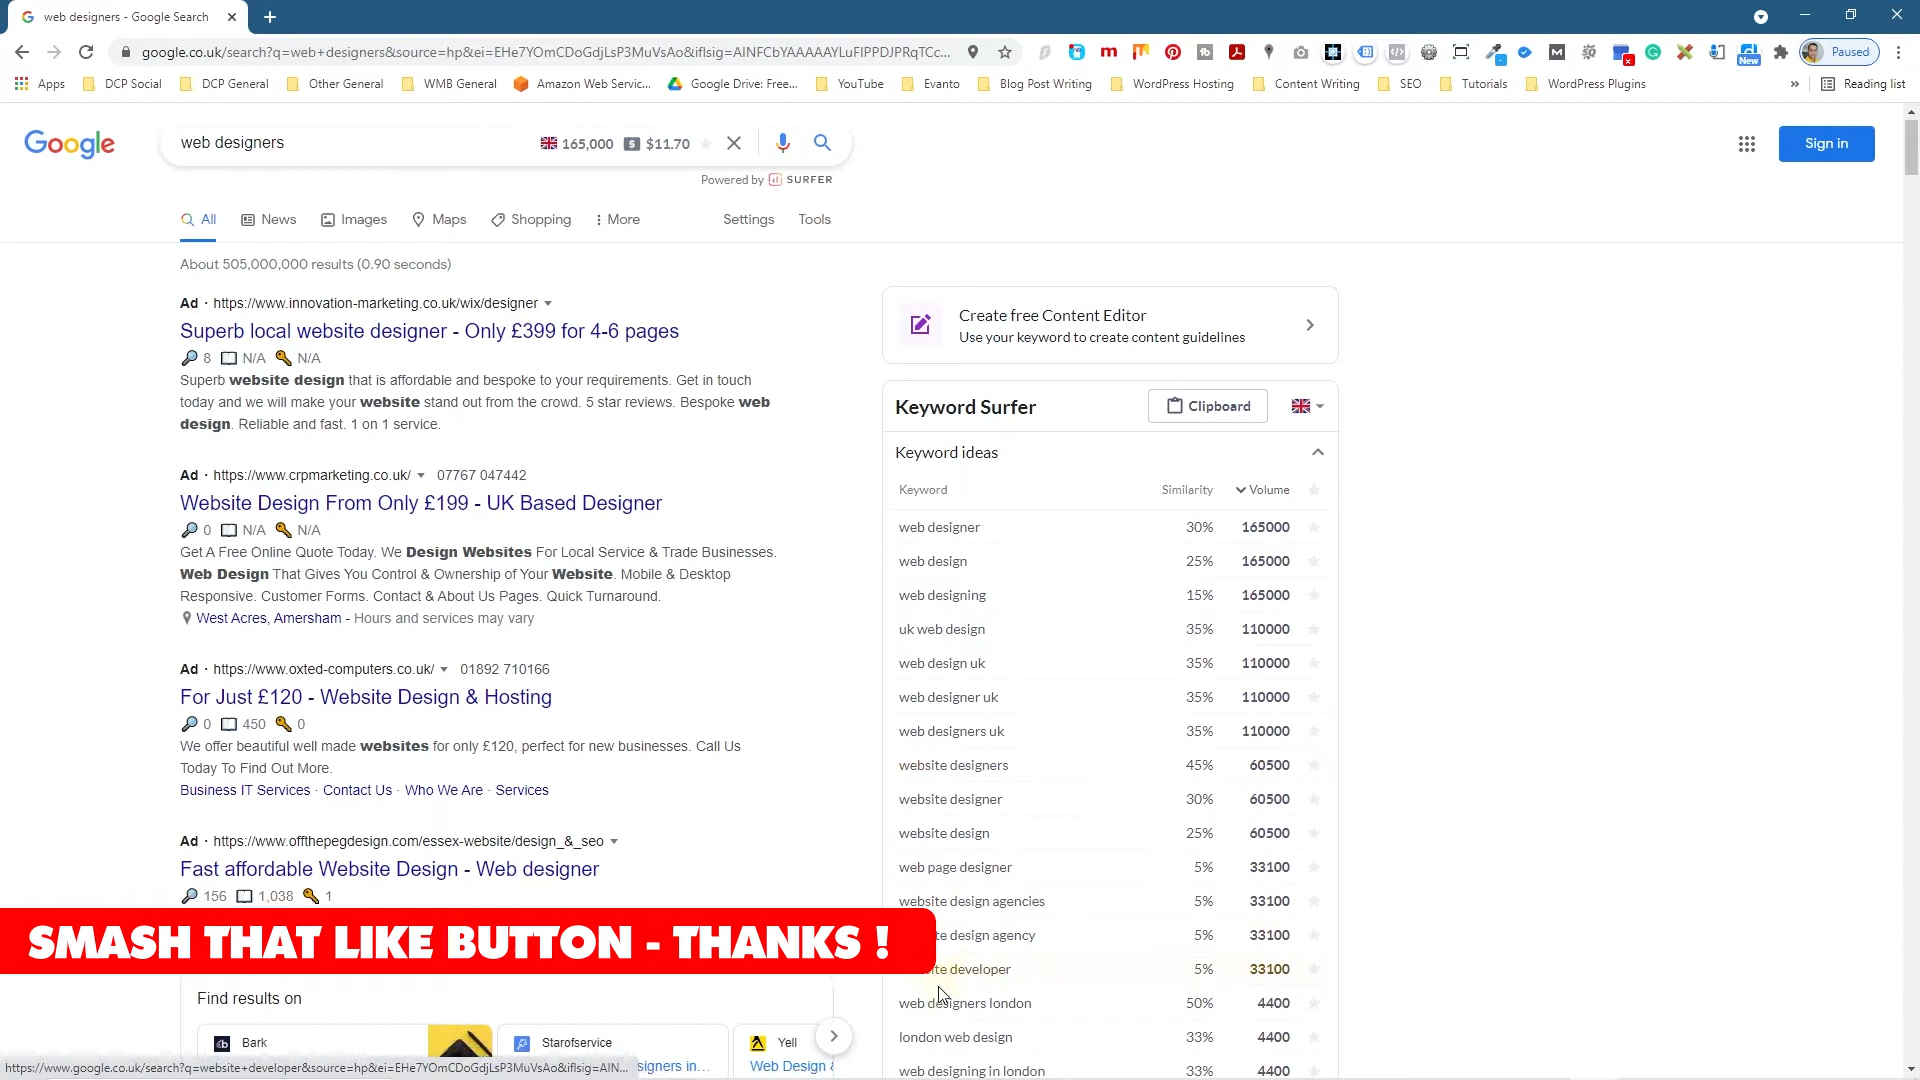 web designers - Google Search
google.co.uk/search?q=web+designers&source=hp&ei=EHe7YOmCDoGdjLsP3MuVsAo&iflsig=AINFCbYAAAAAYLuFIPPDJPRqTCc...
Paused
Apps
DCP Social
DCP General
Other General
WMB General
Amazon Web Servic...
Google Drive: Free...
YouTube
Evanto
Blog Post Writing
WordPress Hosting
Content Writing
SEO
Tutorials
WordPress Plugins
»
Reading list
New
Google
web designers
165,000
$11.70
Sign in
Powered by SURFER
All
News
Images
Maps
Shopping
More
Settings
Tools
About 505,000,000 results (0.90 seconds)
Ad · https://www.innovation-marketing.co.uk/wix/designer
Superb local website designer - Only £399 for 4-6 pages
8 N/A N/A
Superb website design that is affordable and bespoke to your requirements. Get in touch
today and we will make your website stand out from the crowd. 5 star reviews. Bespoke web
design. Reliable and fast. 1 on 1 service.
Ad · https://www.crpmarketing.co.uk/ 07767 047442
Website Design From Only £199 - UK Based Designer
0 N/A N/A
Get A Free Online Quote Today. We Design Websites For Local Service & Trade Businesses.
Web Design That Gives You Control & Ownership of Your Website. Mobile & Desktop
Responsive. Customer Forms. Contact & About Us Pages. Quick Turnaround.
West Acres, Amersham - Hours and services may vary
Ad · https://www.oxted-computers.co.uk/ 01892 710166
For Just £120 - Website Design & Hosting
0 450 0
We offer beautiful well made websites for only £120, perfect for new businesses. Call Us
Today To Find Out More.
Business IT Services · Contact Us · Who We Are · Services
Ad · https://www.offthepegdesign.com/essex-website/design_&_seo
Fast affordable Website Design - Web designer
156 1,038 1
SMASH THAT LIKE BUTTON - THANKS !
Find results on
Bark
Starofservice
signers in...
Yell
Web Design &
https://www.google.co.uk/search?q=website+developer&source=hp&ei=EHe7YOmCDoGdjLsP3MuVsAo&iflsig=AIN...
Create free Content Editor
Use your keyword to create content guidelines
Keyword Surfer
Clipboard
Keyword ideas
Keyword Similarity Volume
web designer 30% 165000
web design 25% 165000
web designing 15% 165000
uk web design 35% 110000
web design uk 35% 110000
web designer uk 35% 110000
web designers uk 35% 110000
website designers 45% 60500
website designer 30% 60500
website design 25% 60500
web page designer 5% 33100
website design agencies 5% 33100
te design agency 5% 33100
te developer 5% 33100
web designers london 50% 4400
london web design 33% 4400
web designing in london 33% 4400